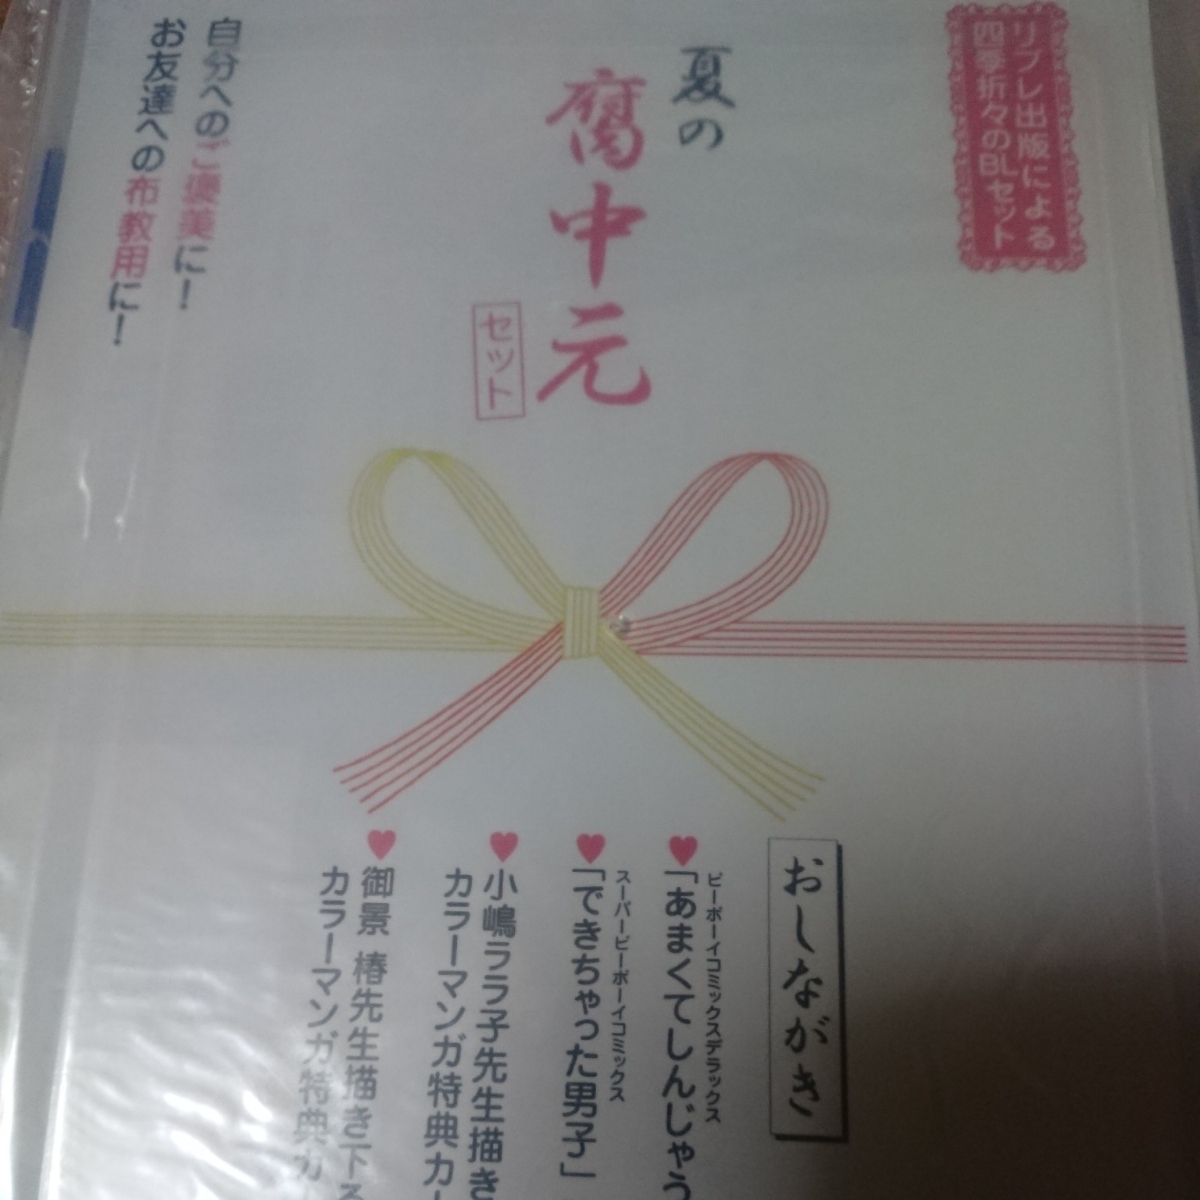 リブレ出版による
四季折々のBLセット
夏の
腐中元
セット
自分へのご褒美に!
お友達への布教用に!
おしながき
ビーボーイコミックスデラックス
♥「あまくてしんじゃう
スーパービーボーイコミックス
♥「できちゃった男子」
♥小嶋ララ子先生描き
カラーマンガ特典カー
♥御景 椿先生描き下ろ
カラーマンガ特典カ